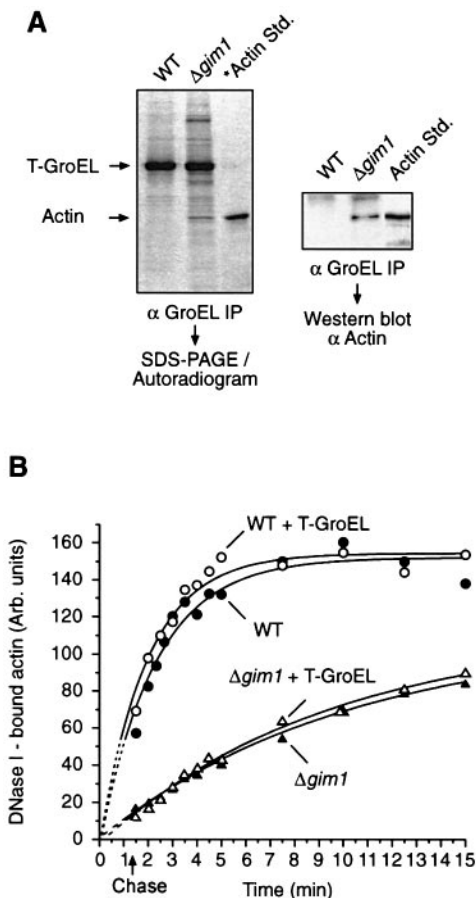 A
WT
Δgim1
*Actin Std.
T-GroEL
Actin
α GroEL IP
SDS-PAGE /
Autoradiogram
WT
Δgim1
Actin Std.
α GroEL IP
Western blot
α Actin
B
DNase I - bound actin (Arb. units)
160
140
120
100
80
60
40
20
0
WT + T-GroEL
WT
Δgim1 + T-GroEL
Δgim1
0 1 2 3 4 5 6 7 8 9 10 11 12 13 14 15
Chase
Time (min)